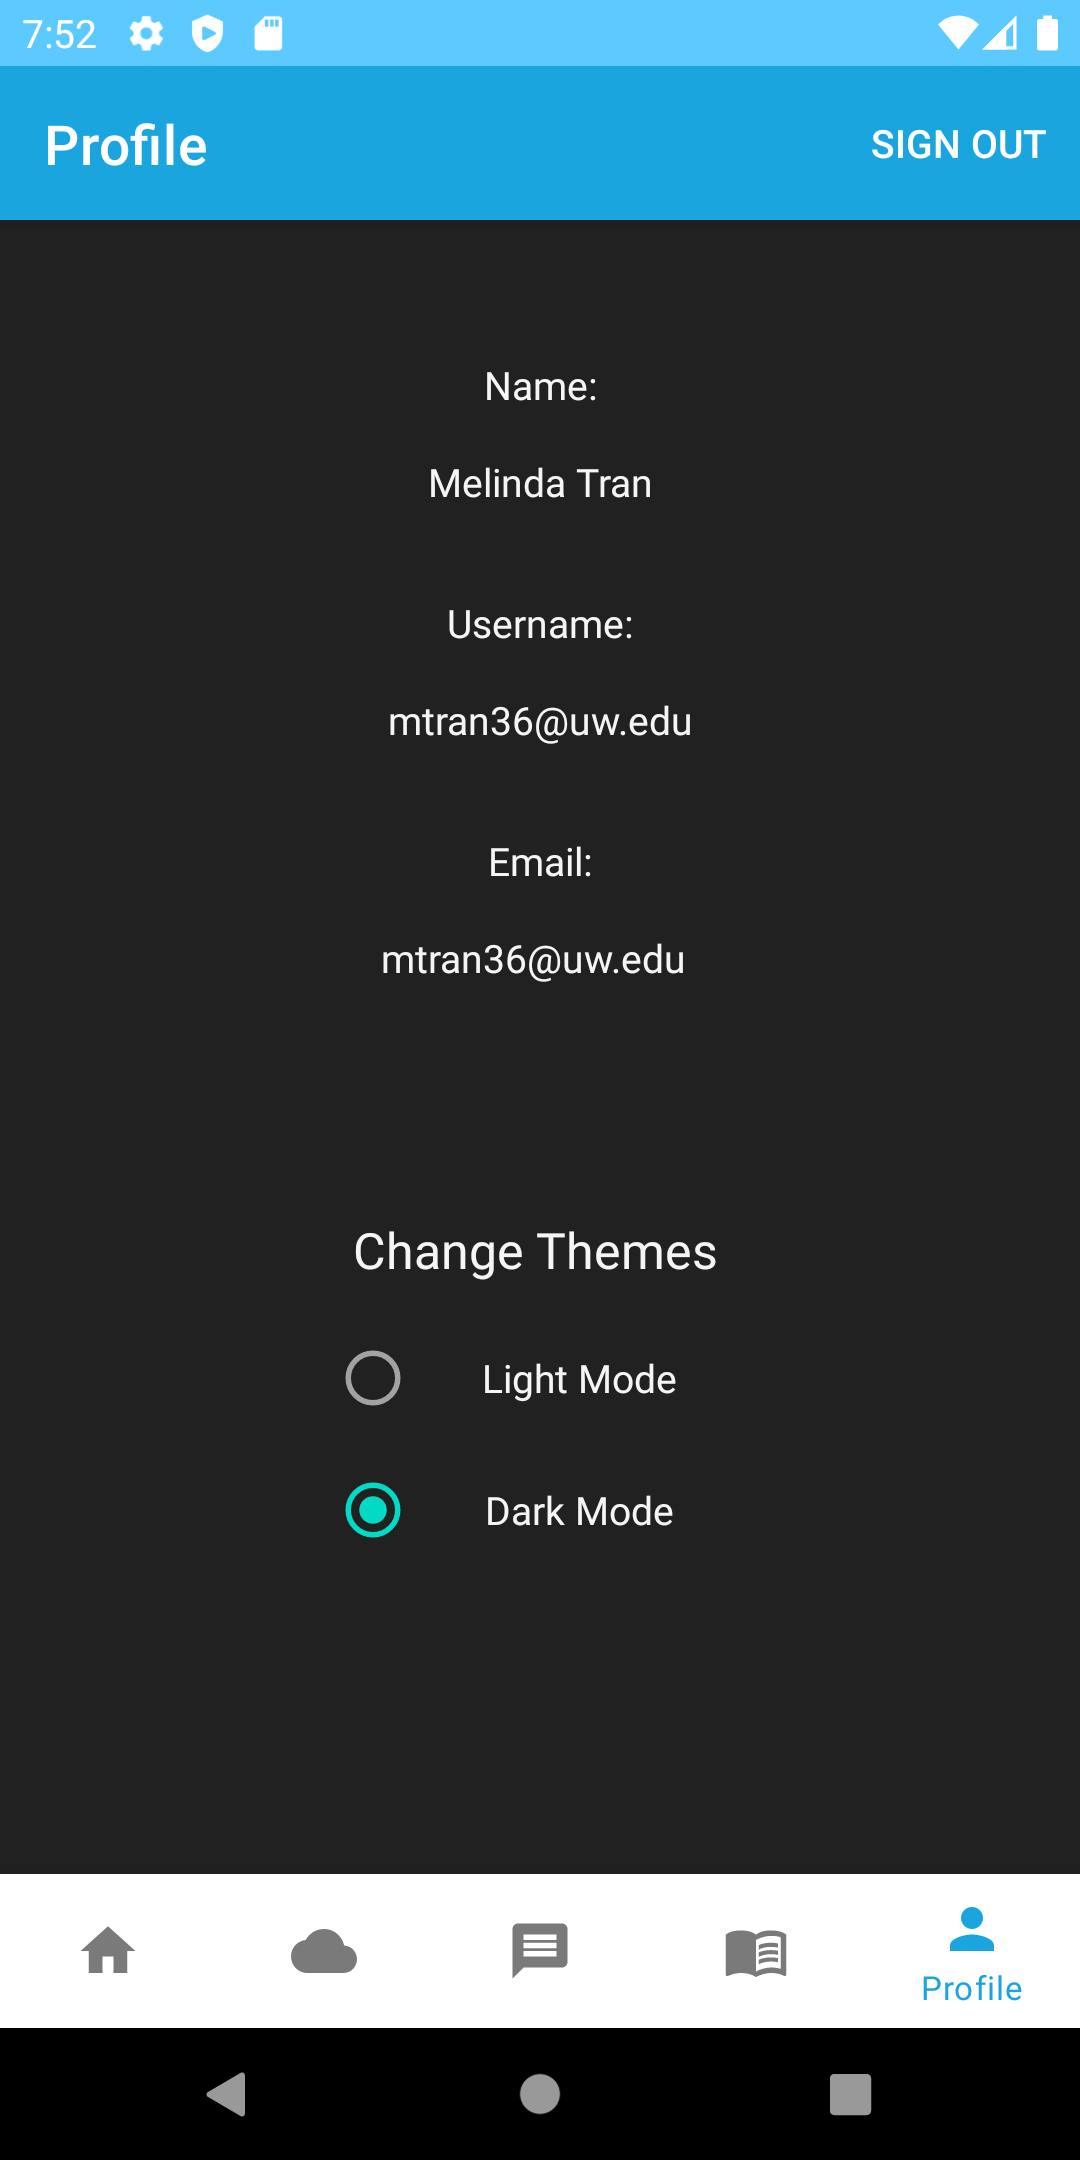 7:52
Profile
SIGN OUT
Name:
Melinda Tran
Username:
mtran36@uw.edu
Email:
mtran36@uw.edu
Change Themes
Light Mode
Dark Mode
Profile